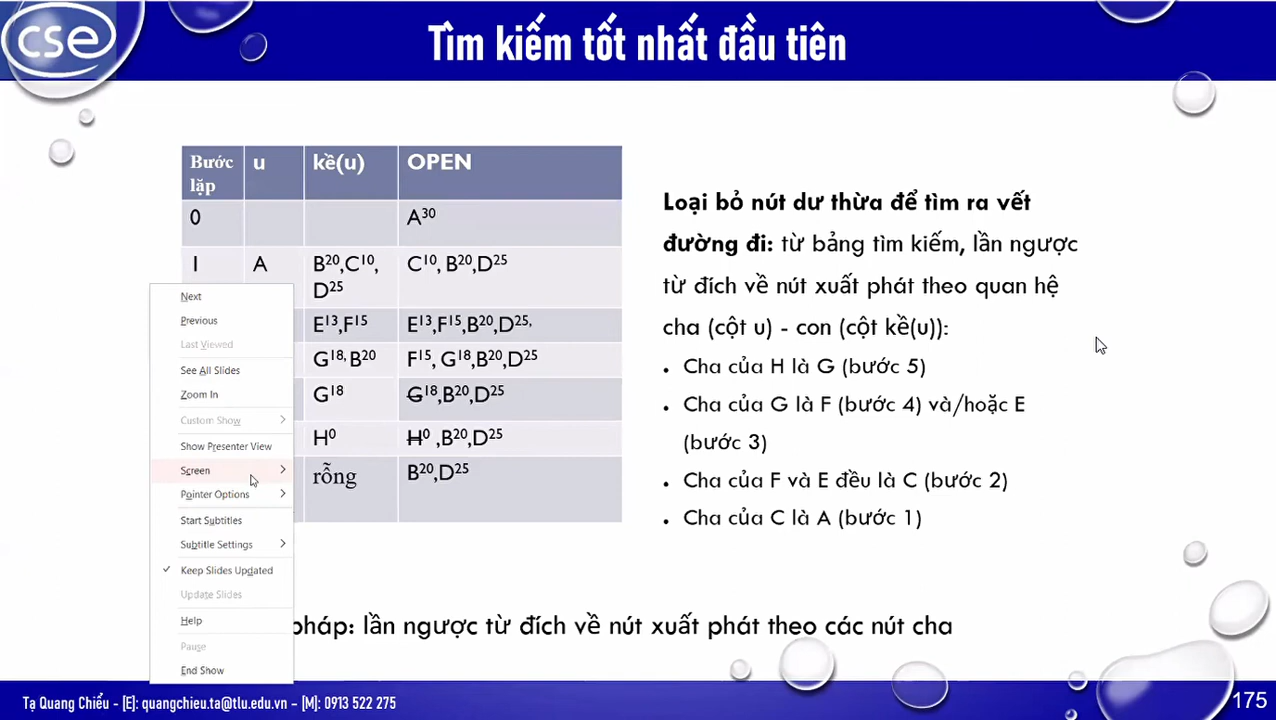 cse
Tìm kiếm tốt nhất đầu tiên
Bước lặp u kề(u) OPEN
0 A30
1 A B20,C10, D25 C10, B20,D25
E13,F15 E13,F15,B20,D25,
G18, B20 F15, G18,B20,D25
G18 G18,B20,D25
H0 H0 ,B20,D25
rỗng B20,D25
Loại bỏ nút dư thừa để tìm ra vết
đường đi: từ bảng tìm kiếm, lần ngược
từ đích về nút xuất phát theo quan hệ
cha (cột u) - con (cột kề(u)):
• Cha của H là G (bước 5)
• Cha của G là F (bước 4) và/hoặc E
(bước 3)
• Cha của F và E đều là C (bước 2)
• Cha của C là A (bước 1)
Next
Previous
Last Viewed
See All Slides
Zoom In
Custom Show
Show Presenter View
Screen
Pointer Options
Start Subtitles
Subtitle Settings
Keep Slides Updated
Update Slides
Help
Pause
End Show
pháp: lần ngược từ đích về nút xuất phát theo các nút cha
Tạ Quang Chiểu – [E]: quangchieu.ta@tlu.edu.vn – [M]: 0913 522 275
175